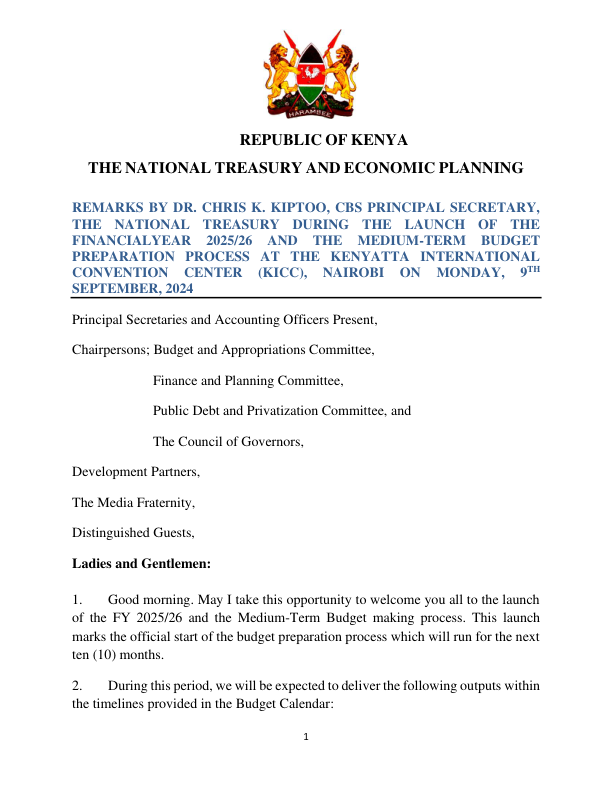 HARAMBEE
REPUBLIC OF KENYA
THE NATIONAL TREASURY AND ECONOMIC PLANNING
REMARKS BY DR. CHRIS K. KIPTOO, CBS PRINCIPAL SECRETARY,
THE NATIONAL TREASURY DURING THE LAUNCH OF THE
FINANCIALYEAR 2025/26 AND THE MEDIUM-TERM BUDGET
PREPARATION PROCESS AT THE KENYATTA INTERNATIONAL
CONVENTION CENTER (KICC), NAIROBI ON MONDAY, 9TH
SEPTEMBER, 2024
Principal Secretaries and Accounting Officers Present,
Chairpersons; Budget and Appropriations Committee,
Finance and Planning Committee,
Public Debt and Privatization Committee, and
The Council of Governors,
Development Partners,
The Media Fraternity,
Distinguished Guests,
Ladies and Gentlemen:
1. Good morning. May I take this opportunity to welcome you all to the launch
of the FY 2025/26 and the Medium-Term Budget making process. This launch
marks the official start of the budget preparation process which will run for the next
ten (10) months.
2. During this period, we will be expected to deliver the following outputs within
the timelines provided in the Budget Calendar:
1